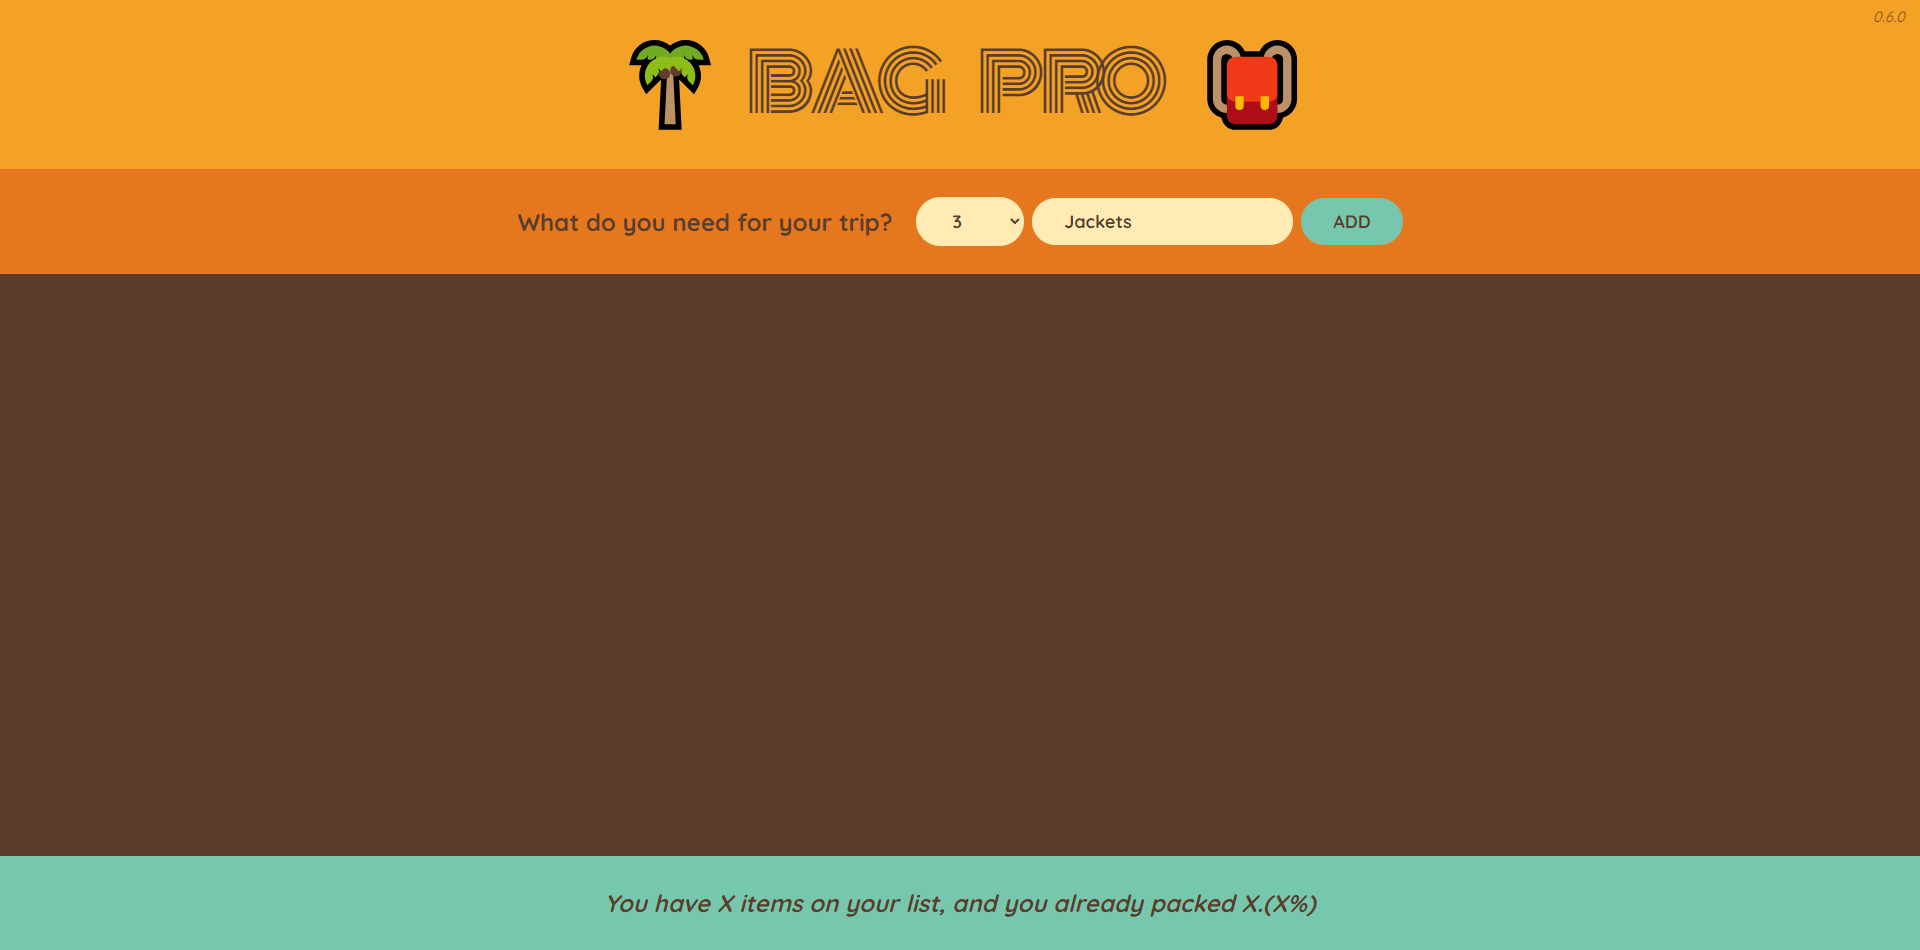 0.6.0
BAG PRO
What do you need for your trip? 3 Jackets ADD
You have X items on your list, and you already packed X.(X%)